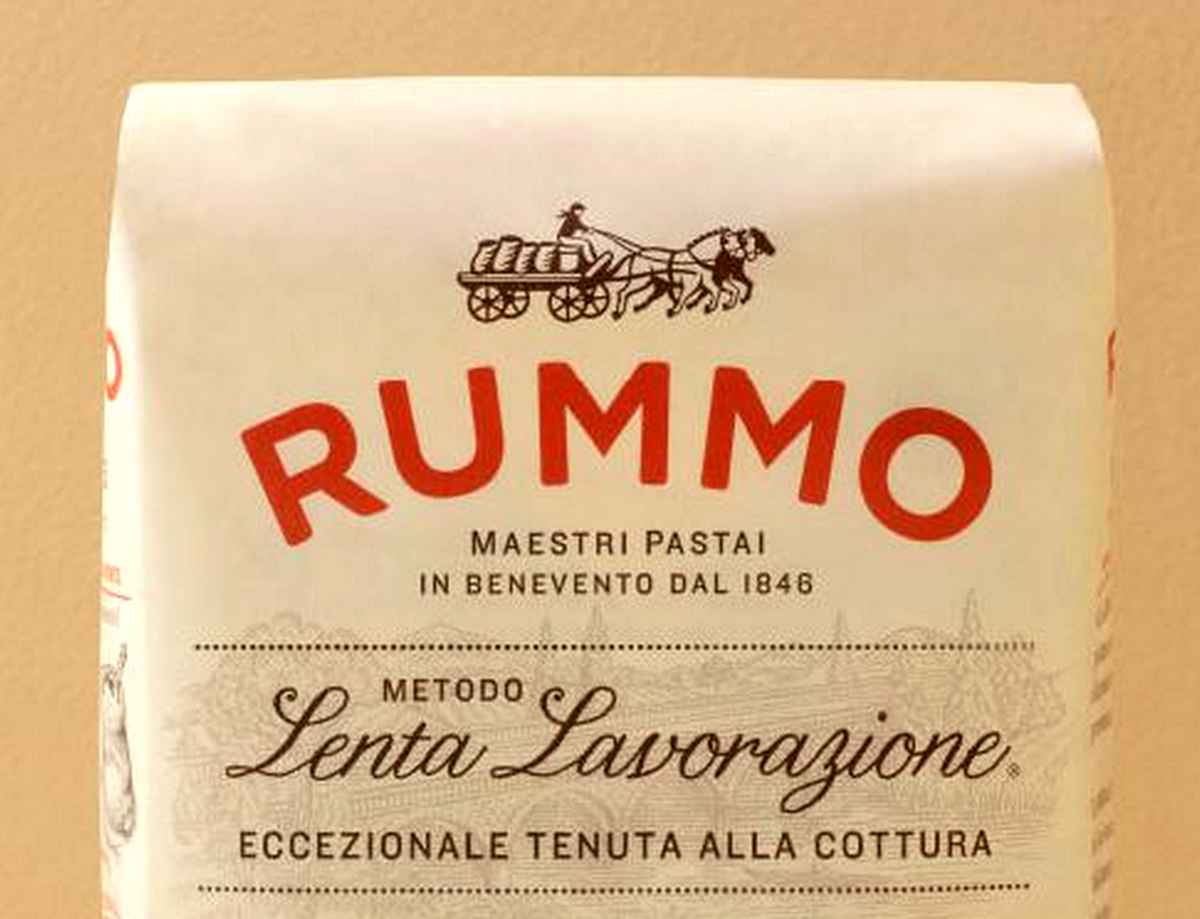 RUMMO
MAESTRI PASTAI
IN BENEVENTO DAL 1846
METODO
Lenta Lavorazione®
ECCEZIONALE TENUTA ALLA COTTURA